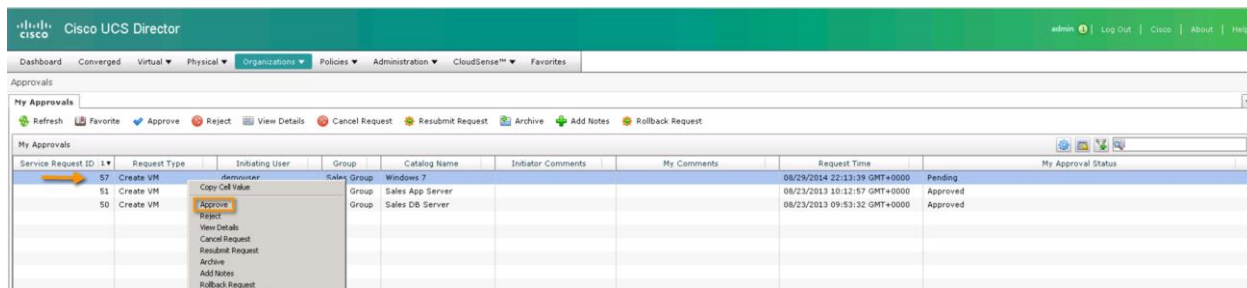 cisco Cisco UCS Director admin | Log Out | Cisco | About | Help
Dashboard Converged Virtual Physical Organizations Policies Administration CloudSense™ Favorites
Approvals
My Approvals
Refresh Favorite Approve Reject View Details Cancel Request Resubmit Request Archive Add Notes Rollback Request
My Approvals
Service Request ID 1 Request Type Initiating User Group Catalog Name Initiator Comments My Comments Request Time My Approval Status
57 Create VM demouser Sales Group Windows 7 08/29/2014 22:13:39 GMT+0000 Pending
Copy Cell Value
51 Create VM Group Sales App Server 08/23/2013 10:12:57 GMT+0000 Approved
Approve
50 Create VM Group Sales DB Server 08/23/2013 09:53:32 GMT+0000 Approved
Reject
View Details
Cancel Request
Resubmit Request
Archive
Add Notes
Rollback Request